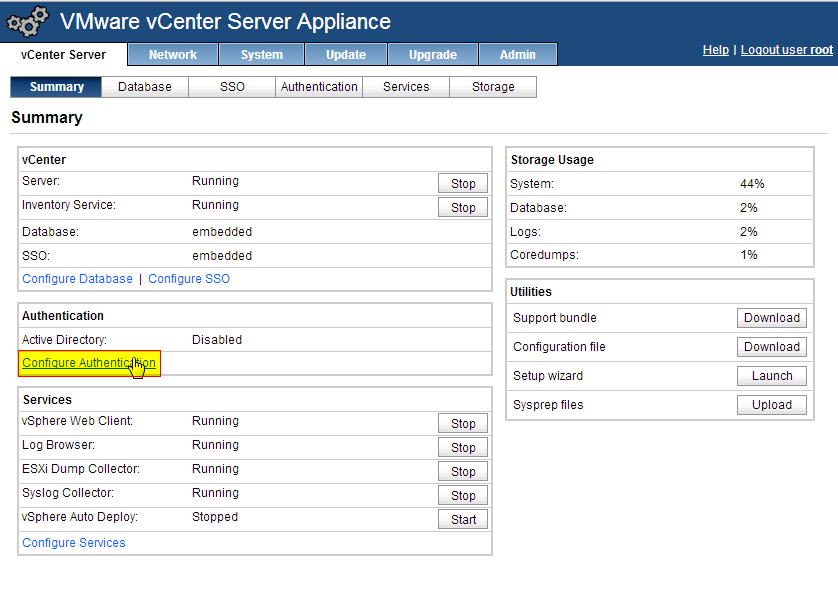 VMware vCenter Server Appliance
vCenter Server Network System Update Upgrade Admin Help | Logout user root
Summary Database SSO Authentication Services Storage
Summary
vCenter
Server: Running Stop
Inventory Service: Running Stop
Database: embedded
SSO: embedded
Configure Database | Configure SSO
Authentication
Active Directory: Disabled
Configure Authentication
Services
vSphere Web Client: Running Stop
Log Browser: Running Stop
ESXi Dump Collector: Running Stop
Syslog Collector: Running Stop
vSphere Auto Deploy: Stopped Start
Configure Services
Storage Usage
System: 44%
Database: 2%
Logs: 2%
Coredumps: 1%
Utilities
Support bundle Download
Configuration file Download
Setup wizard Launch
Sysprep files Upload